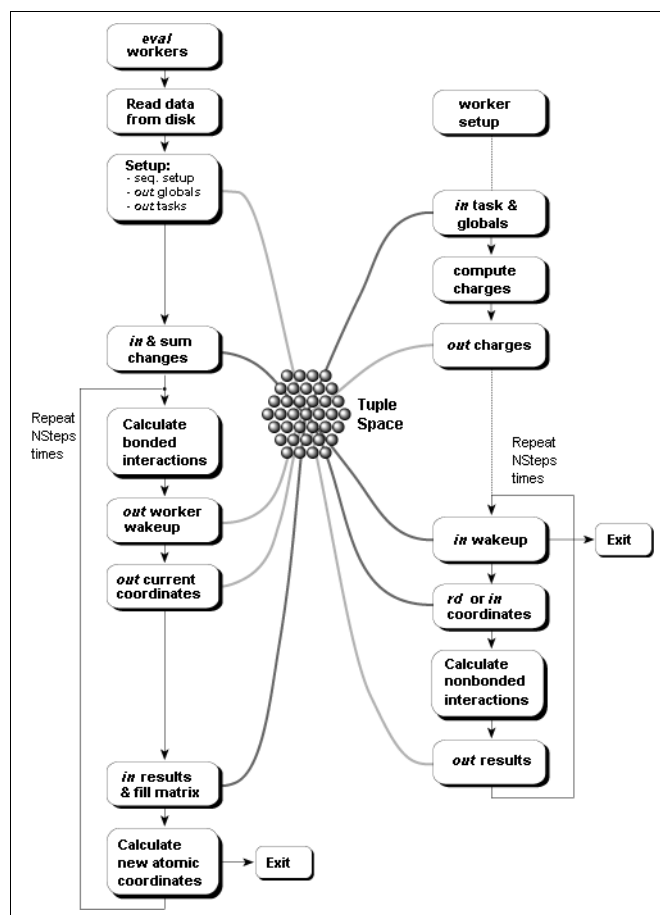 eval
workers
Read data
from disk
Setup:
- seq. setup
- out globals
- out tasks
in & sum
changes
Repeat
NSteps
times
Calculate
bonded
interactions
out worker
wakeup
out current
coordinates
in results
& fill matrix
Calculate
new atomic
coordinates
Exit
Tuple
Space
worker
setup
in task &
globals
compute
charges
out charges
Repeat
NSteps
times
in wakeup
Exit
rd or in
coordinates
Calculate
nonbonded
interactions
out results